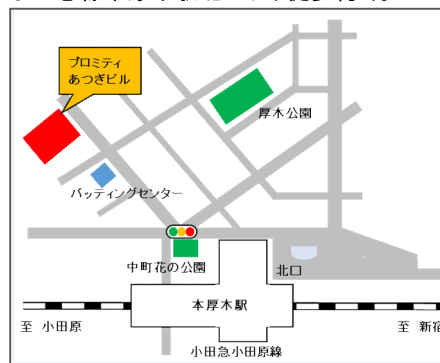 プロミティ
あつぎビル
厚木公園
バッティングセンター
中町花の公園
北口
本厚木駅
至 小田原
至 新宿
小田急小田原線